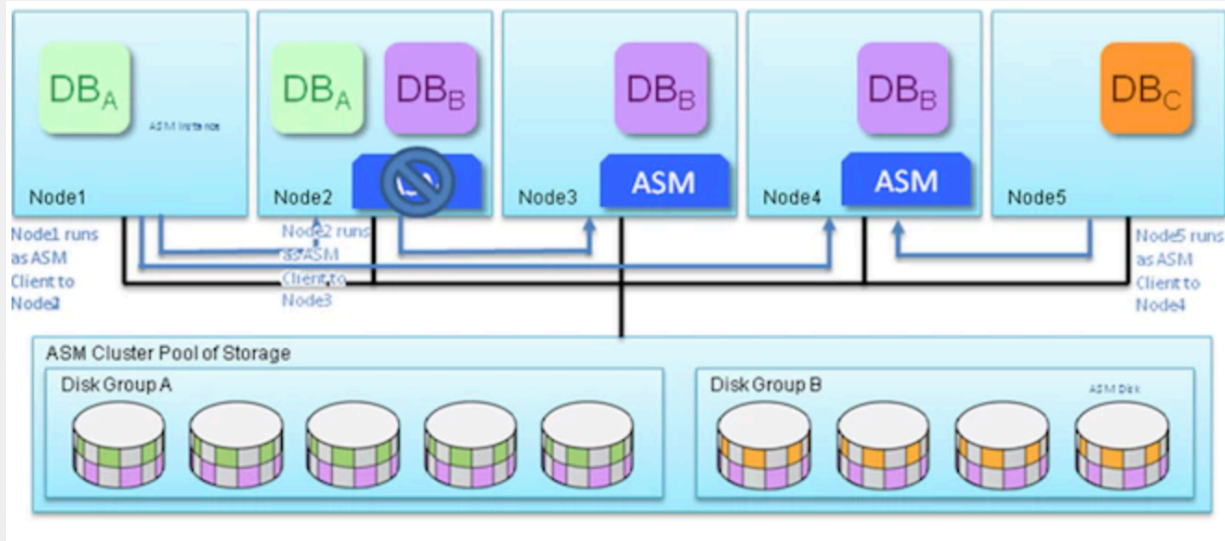 DBA
DBA
DBB
DBB
DBB
DBC
ASM Instance
ASM
ASM
Node1
Node2
Node3
Node4
Node5
Node1 runs
as ASM
Client to
Node2 runs
as ASM
Client to
Node3
Node5 runs
as ASM
Client to
Node4
ASM Cluster Pool of Storage
Disk Group A
Disk Group B
ASM Disk